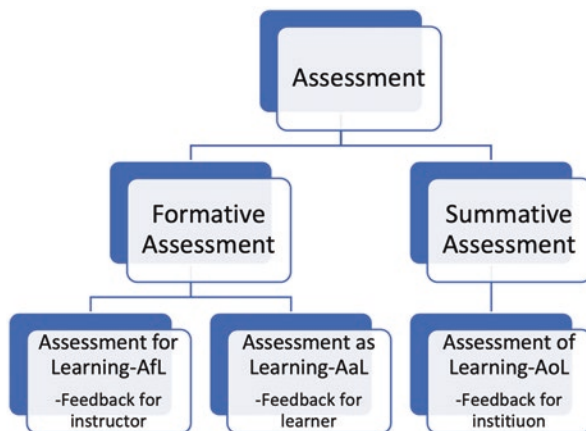 Assessment
Formative
Assessment
Summative
Assessment
Assessment for
Learning-AfL
-Feedback for
instructor
Assessment as
Learning-AaL
-Feedback for
learner
Assessment of
Learning-AoL
-Feedback for
institiuon